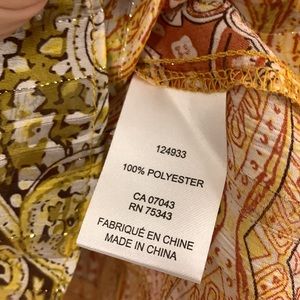 124933
100% POLYESTER
CA 07043
RN 75343
FABRIQUÉ EN CHINE
MADE IN CHINA